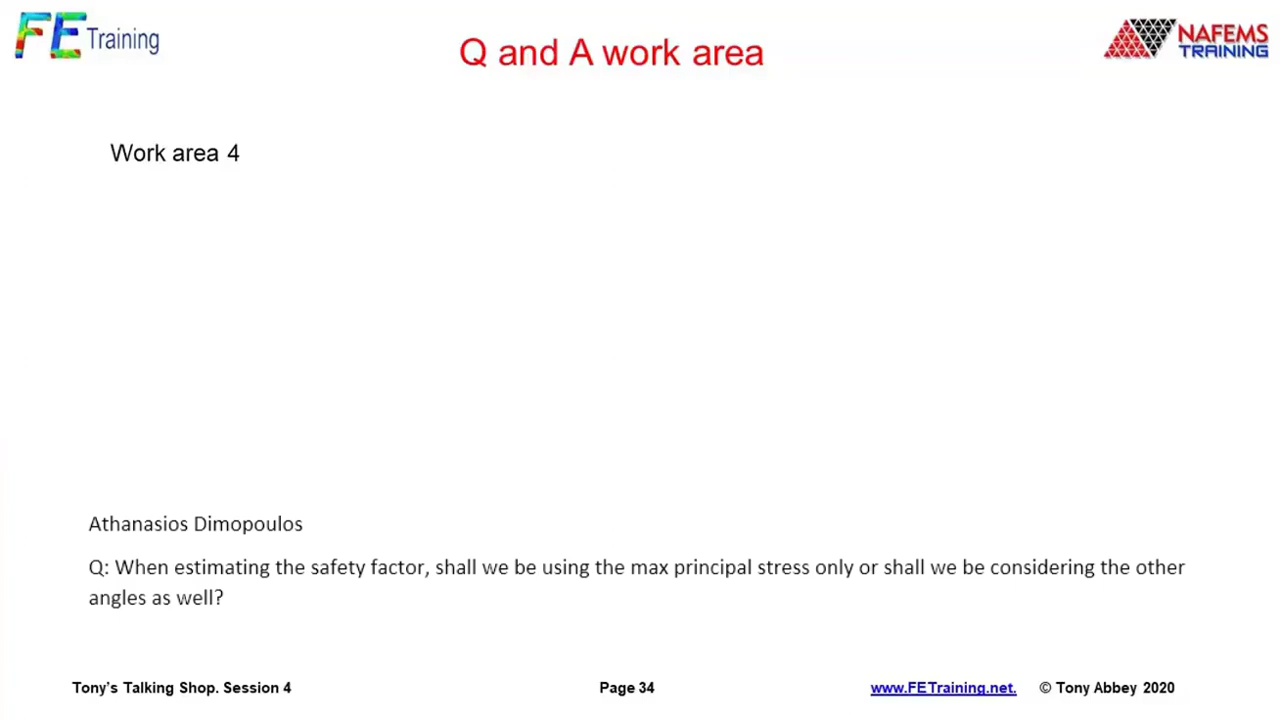 FE Training
Q and A work area
NAFEMS
TRAINING
Work area 4
Athanasios Dimopoulos
Q: When estimating the safety factor, shall we be using the max principal stress only or shall we be considering the other
angles as well?
Tony's Talking Shop. Session 4
Page 34
www.FETraining.net.
© Tony Abbey 2020